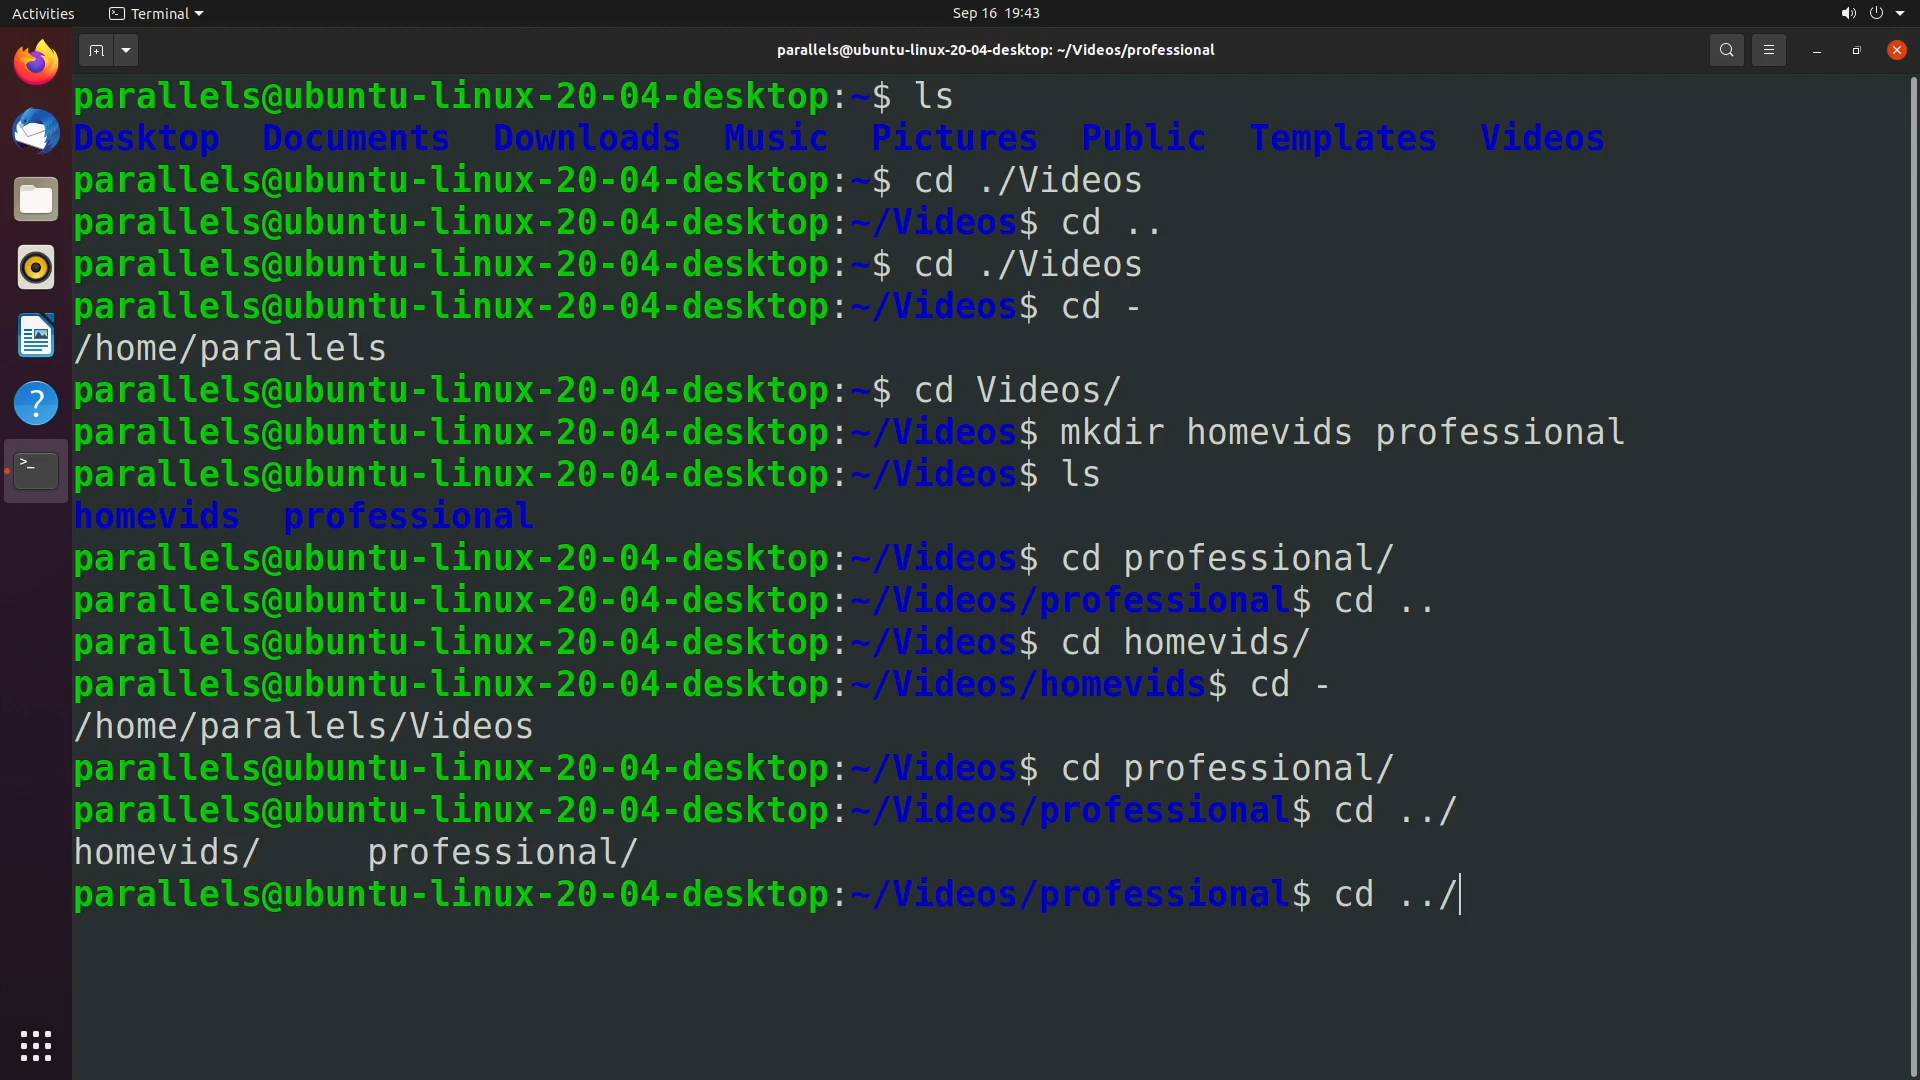 Activities Terminal Sep 16 19:43
parallels@ubuntu-linux-20-04-desktop: ~/Videos/professional
parallels@ubuntu-linux-20-04-desktop:~$ ls
Desktop Documents Downloads Music Pictures Public Templates Videos
parallels@ubuntu-linux-20-04-desktop:~$ cd ./Videos
parallels@ubuntu-linux-20-04-desktop:~/Videos$ cd ..
parallels@ubuntu-linux-20-04-desktop:~$ cd ./Videos
parallels@ubuntu-linux-20-04-desktop:~/Videos$ cd -
/home/parallels
parallels@ubuntu-linux-20-04-desktop:~$ cd Videos/
parallels@ubuntu-linux-20-04-desktop:~/Videos$ mkdir homevids professional
parallels@ubuntu-linux-20-04-desktop:~/Videos$ ls
homevids professional
parallels@ubuntu-linux-20-04-desktop:~/Videos$ cd professional/
parallels@ubuntu-linux-20-04-desktop:~/Videos/professional$ cd ..
parallels@ubuntu-linux-20-04-desktop:~/Videos$ cd homevids/
parallels@ubuntu-linux-20-04-desktop:~/Videos/homevids$ cd -
/home/parallels/Videos
parallels@ubuntu-linux-20-04-desktop:~/Videos$ cd professional/
parallels@ubuntu-linux-20-04-desktop:~/Videos/professional$ cd ../
homevids/ professional/
parallels@ubuntu-linux-20-04-desktop:~/Videos/professional$ cd ../